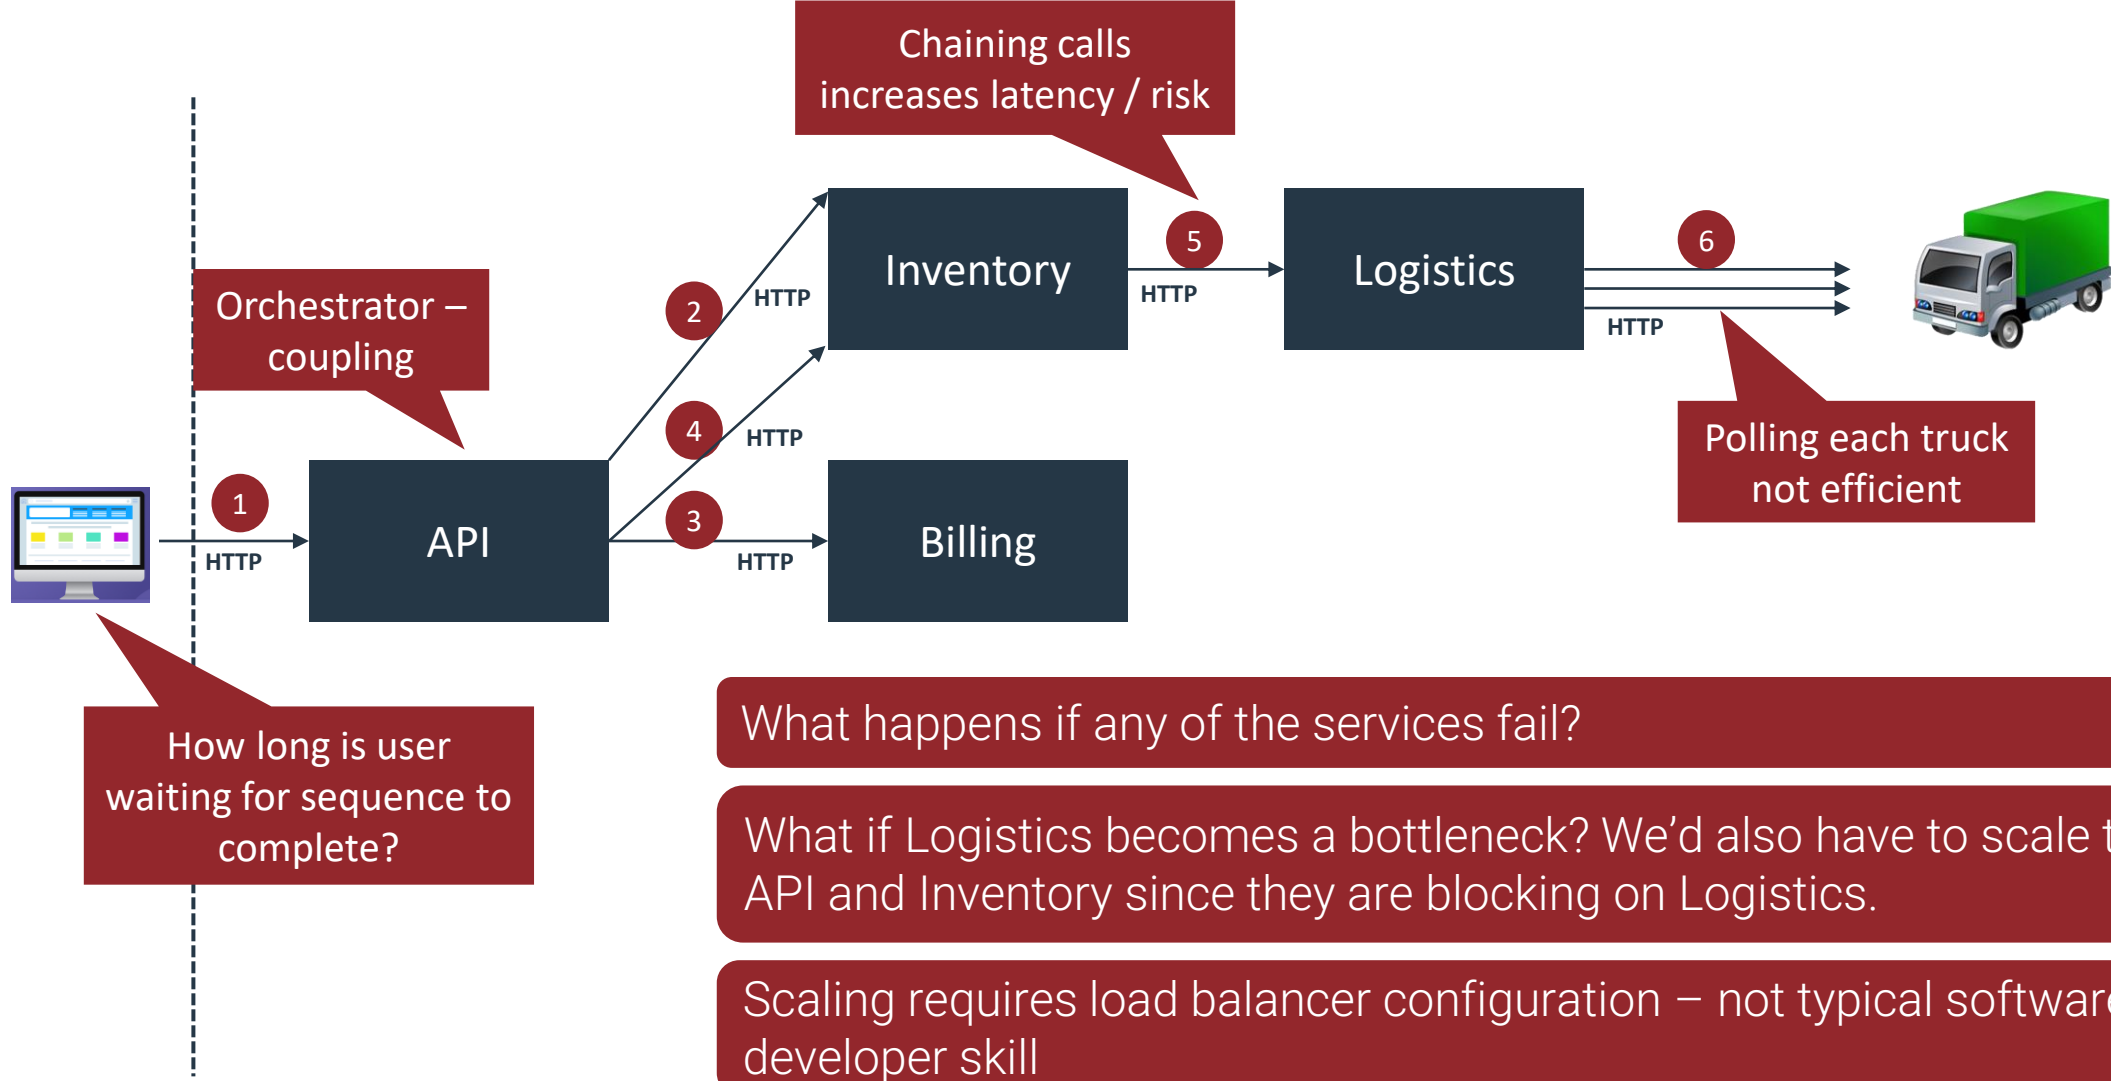 Chaining calls
increases latency / risk
Orchestrator –
coupling
2
HTTP
Inventory
5
HTTP
Logistics
6
HTTP
4
HTTP
Polling each truck
not efficient
1
HTTP
API
3
HTTP
Billing
How long is user
waiting for sequence to
complete?
What happens if any of the services fail?
What if Logistics becomes a bottleneck? We’d also have to scale
API and Inventory since they are blocking on Logistics.
Scaling requires load balancer configuration – not typical software
developer skill